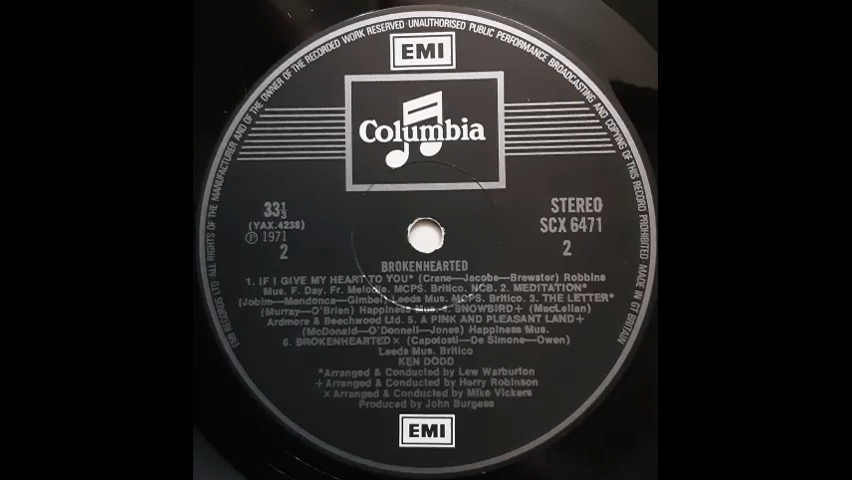 EMI RECORDS LTD·ALL RIGHTS OF THE MANUFACTURER AND OF THE OWNER OF THE RECORDED WORK RESERVED·UNAUTHORISED PUBLIC PERFORMANCE BROADCASTING AND COPYING OF THIS RECORD PROHIBITED MADE IN GT BRITAIN
EMI
Columbia
33⅓
(YAX.4238)
Ⓟ 1971
2
STEREO
SCX 6471
2
BROKENHEARTED
1. IF I GIVE MY HEART TO YOU* (Crane—Jacobs—Brewster) Robbins
Mus. F. Day. Fr. Melodie. MCPS. Britico. NCB. 2. MEDITATION*
(Jobim—Mendonca—Gimbel) Leeds Mus. MCPS. Britico. 3. THE LETTER*
(Murray—O'Brien) Happiness Mus. 4. SNOWBIRD+ (MacLellan)
Ardmore & Beechwood Ltd. 5. A PINK AND PLEASANT LAND+
(McDonald—O'Donnell—Jones) Happiness Mus.
6. BROKENHEARTED× (Capotosti—De Simone—Owen)
Leeds Mus. Britico
KEN DODD
*Arranged & Conducted by Lew Warburton
+Arranged & Conducted by Harry Robinson
×Arranged & Conducted by Mike Vickers
Produced by John Burgess
EMI